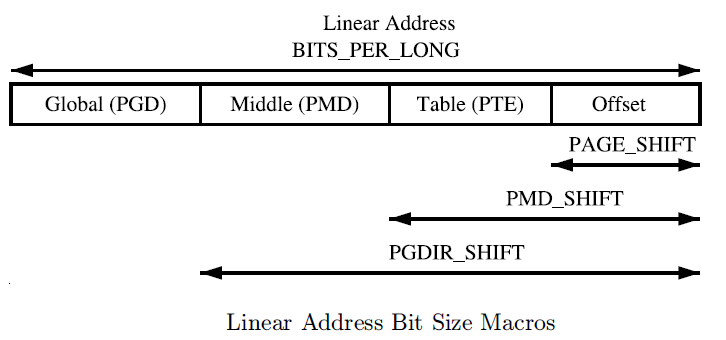 Linear Address
BITS_PER_LONG
Global (PGD) Middle (PMD) Table (PTE) Offset
PAGE_SHIFT
PMD_SHIFT
PGDIR_SHIFT
Linear Address Bit Size Macros